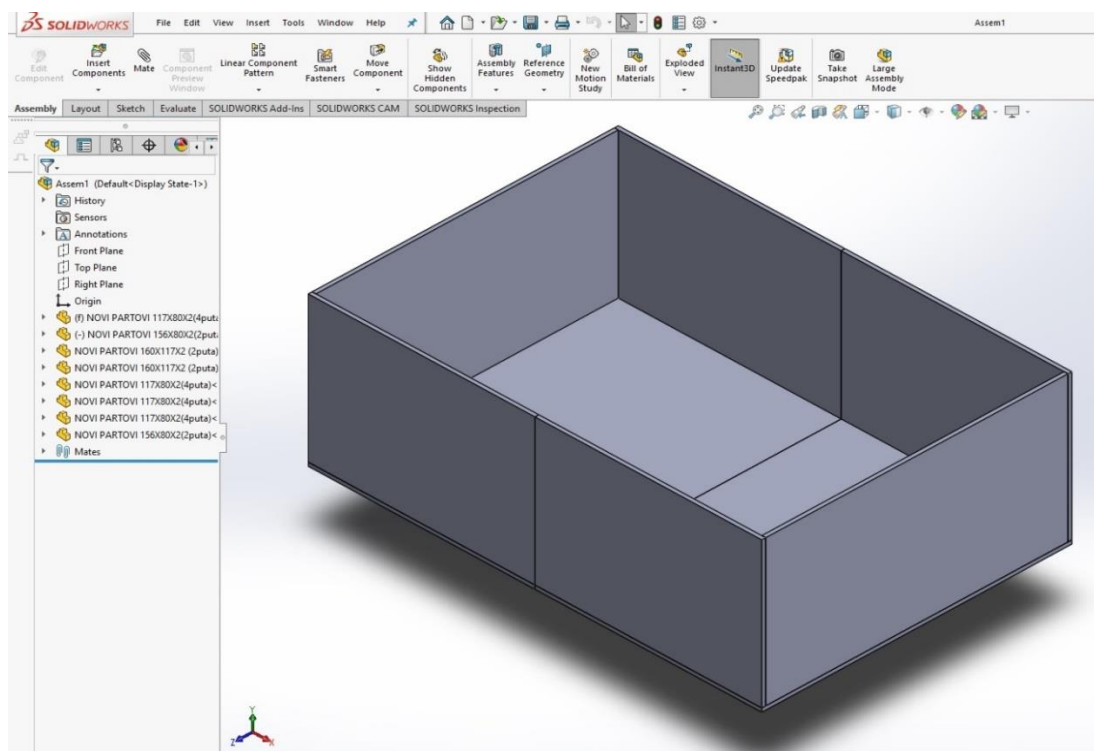 SOLIDWORKS File Edit View Insert Tools Window Help Assem1
Edit Component
Insert Components
Mate
Component Preview Window
Linear Component Pattern
Smart Fasteners
Move Component
Show Hidden Components
Assembly Features
Reference Geometry
New Motion Study
Bill of Materials
Exploded View
Instant3D
Update Speedpak
Take Snapshot
Large Assembly Mode
Assembly Layout Sketch Evaluate SOLIDWORKS Add-Ins SOLIDWORKS CAM SOLIDWORKS Inspection
Assem1 (Default<Display State-1>)
History
Sensors
Annotations
Front Plane
Top Plane
Right Plane
Origin
(f) NOVI PARTOVI 117X80X2(4puta
(-) NOVI PARTOVI 156X80X2(2puta
NOVI PARTOVI 160X117X2 (2puta)
NOVI PARTOVI 160X117X2 (2puta)
NOVI PARTOVI 117X80X2(4puta)<
NOVI PARTOVI 117X80X2(4puta)<
NOVI PARTOVI 117X80X2(4puta)<
NOVI PARTOVI 156X80X2(2puta)<
Mates
Y
Z X